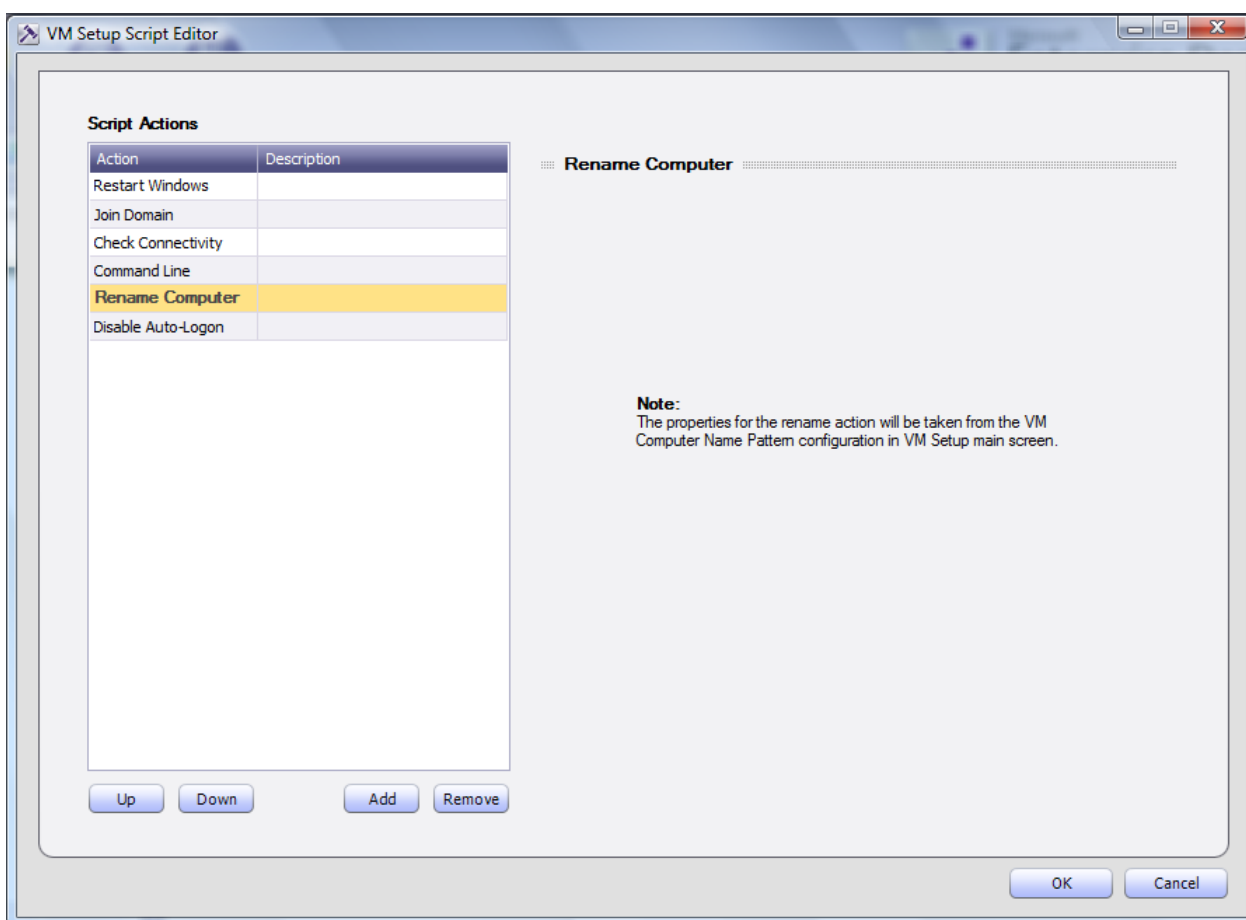 VM Setup Script Editor
Script Actions
Action Description
Restart Windows
Join Domain
Check Connectivity
Command Line
Rename Computer
Disable Auto-Logon
Up Down Add Remove
Rename Computer
Note:
The properties for the rename action will be taken from the VM
Computer Name Pattern configuration in VM Setup main screen.
OK Cancel